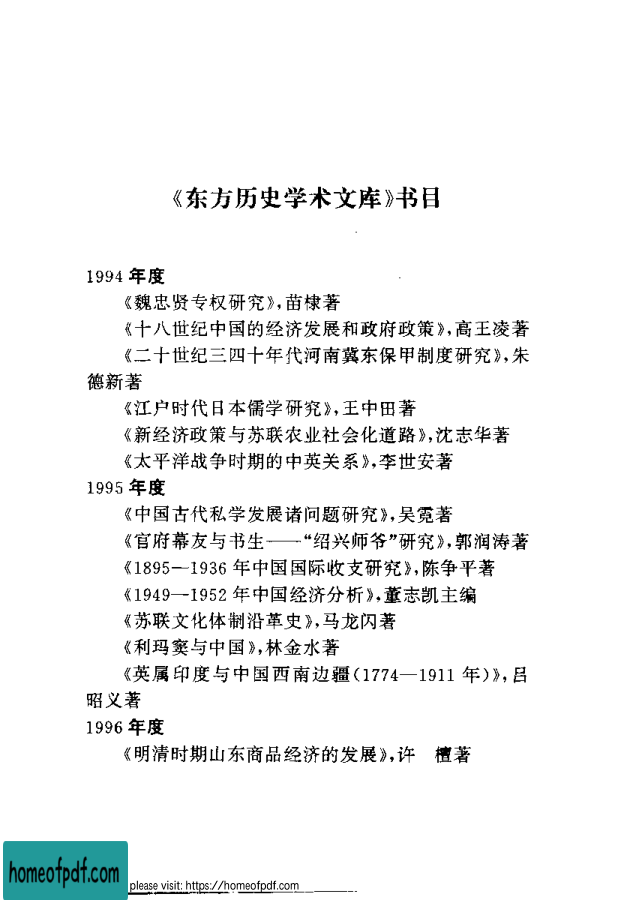 《东方历史学术文库》书目
1994 年度
《魏忠贤专权研究》,苗棣著
《十八世纪中国的经济发展和政府政策》,高王凌著
《二十世纪三四十年代河南冀东保甲制度研究》,朱
德新著
《江户时代日本儒学研究》,王中田著
《新经济政策与苏联农业社会化道路》,沈志华著
《太平洋战争时期的中英关系》,李世安著
1995 年度
《中国古代私学发展诸问题研究》,吴霓著
《官府幕友与书生——“绍兴师爷”研究》,郭润涛著
《1895—1936 年中国国际收支研究》,陈争平著
《1949—1952 年中国经济分析》,董志凯主编
《苏联文化体制沿革史》,马龙闪著
《利玛窦与中国》,林金水著
《英属印度与中国西南边疆(1774—1911 年)》,吕
昭义著
1996 年度
《明清时期山东商品经济的发展》,许 檀著
homeofpdf.com
please visit: https://homeofpdf.com